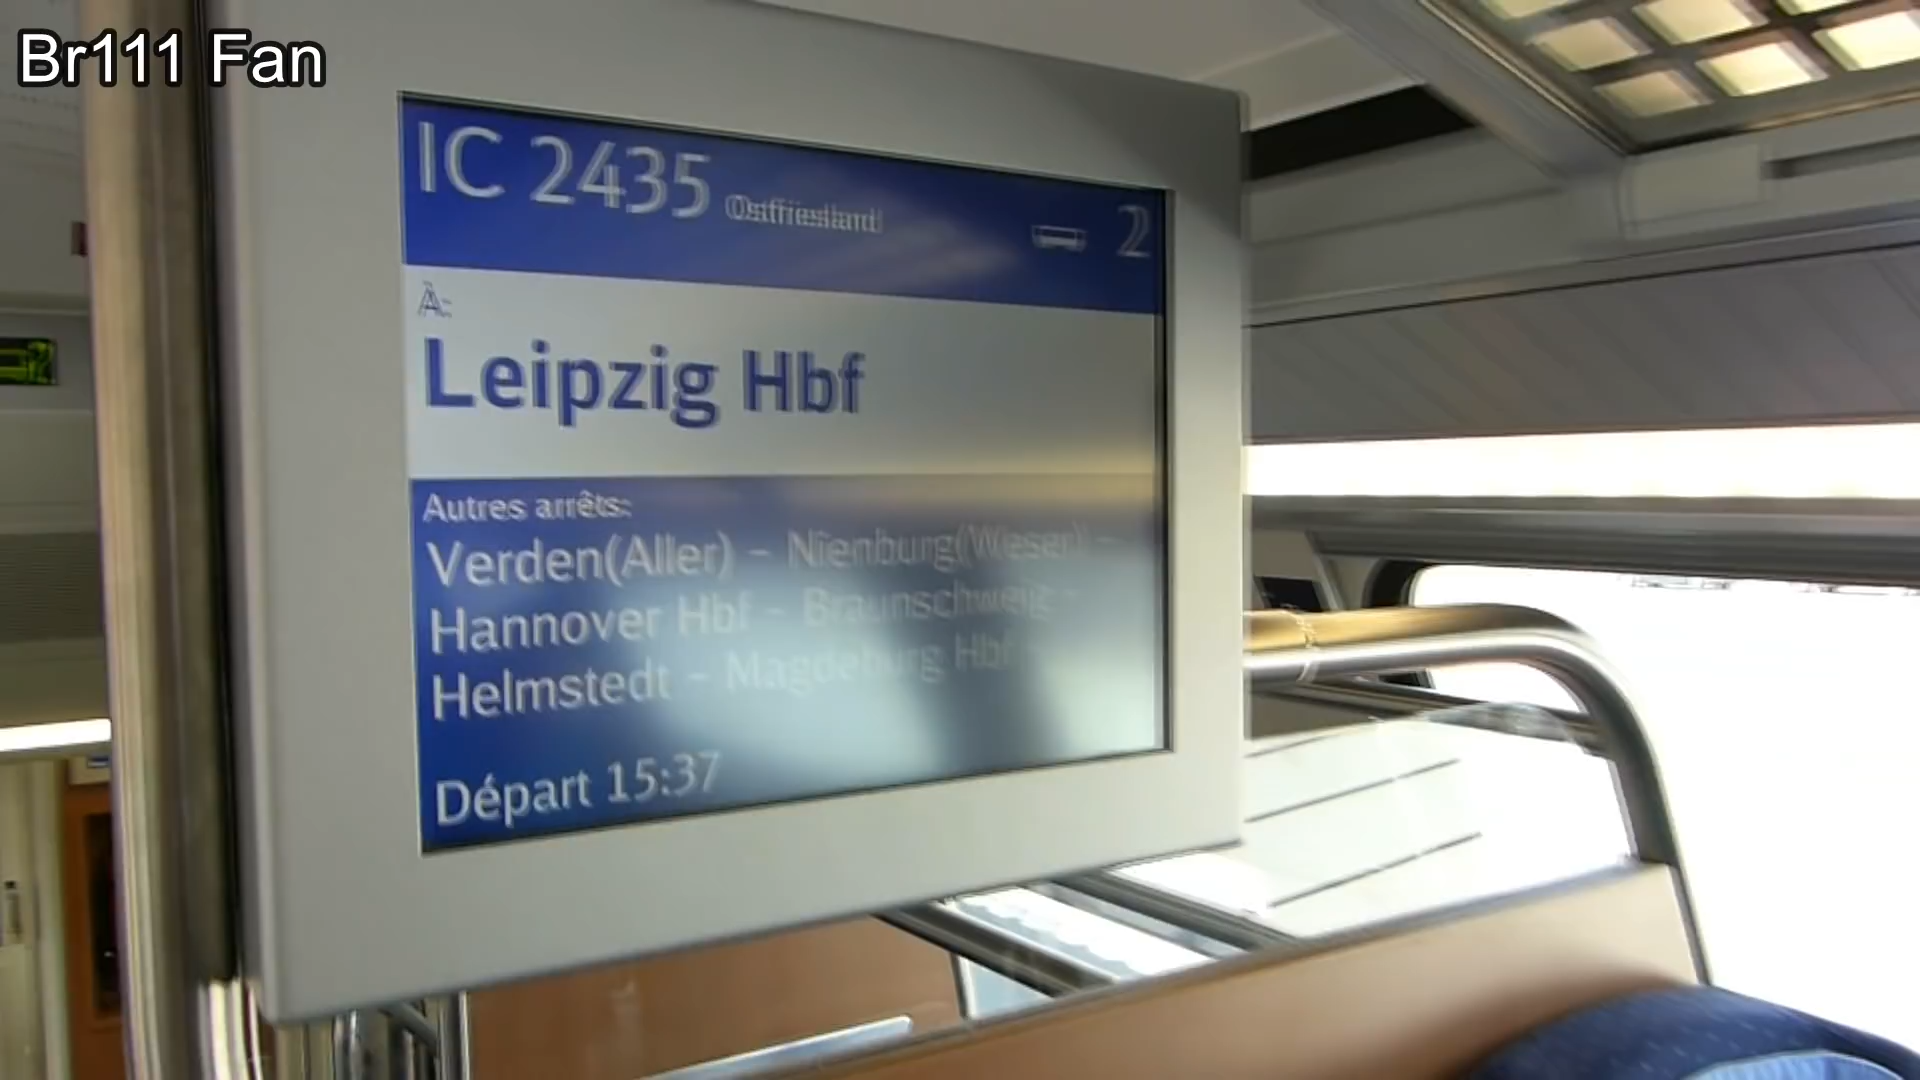 Br111 Fan
IC 2435 Ostfriesland 2
À:
Leipzig Hbf
Autres arrêts:
Verden(Aller) – Nienburg(Weser) –
Hannover Hbf – Braunschweig –
Helmstedt – Magdeburg Hbf
Départ 15:37